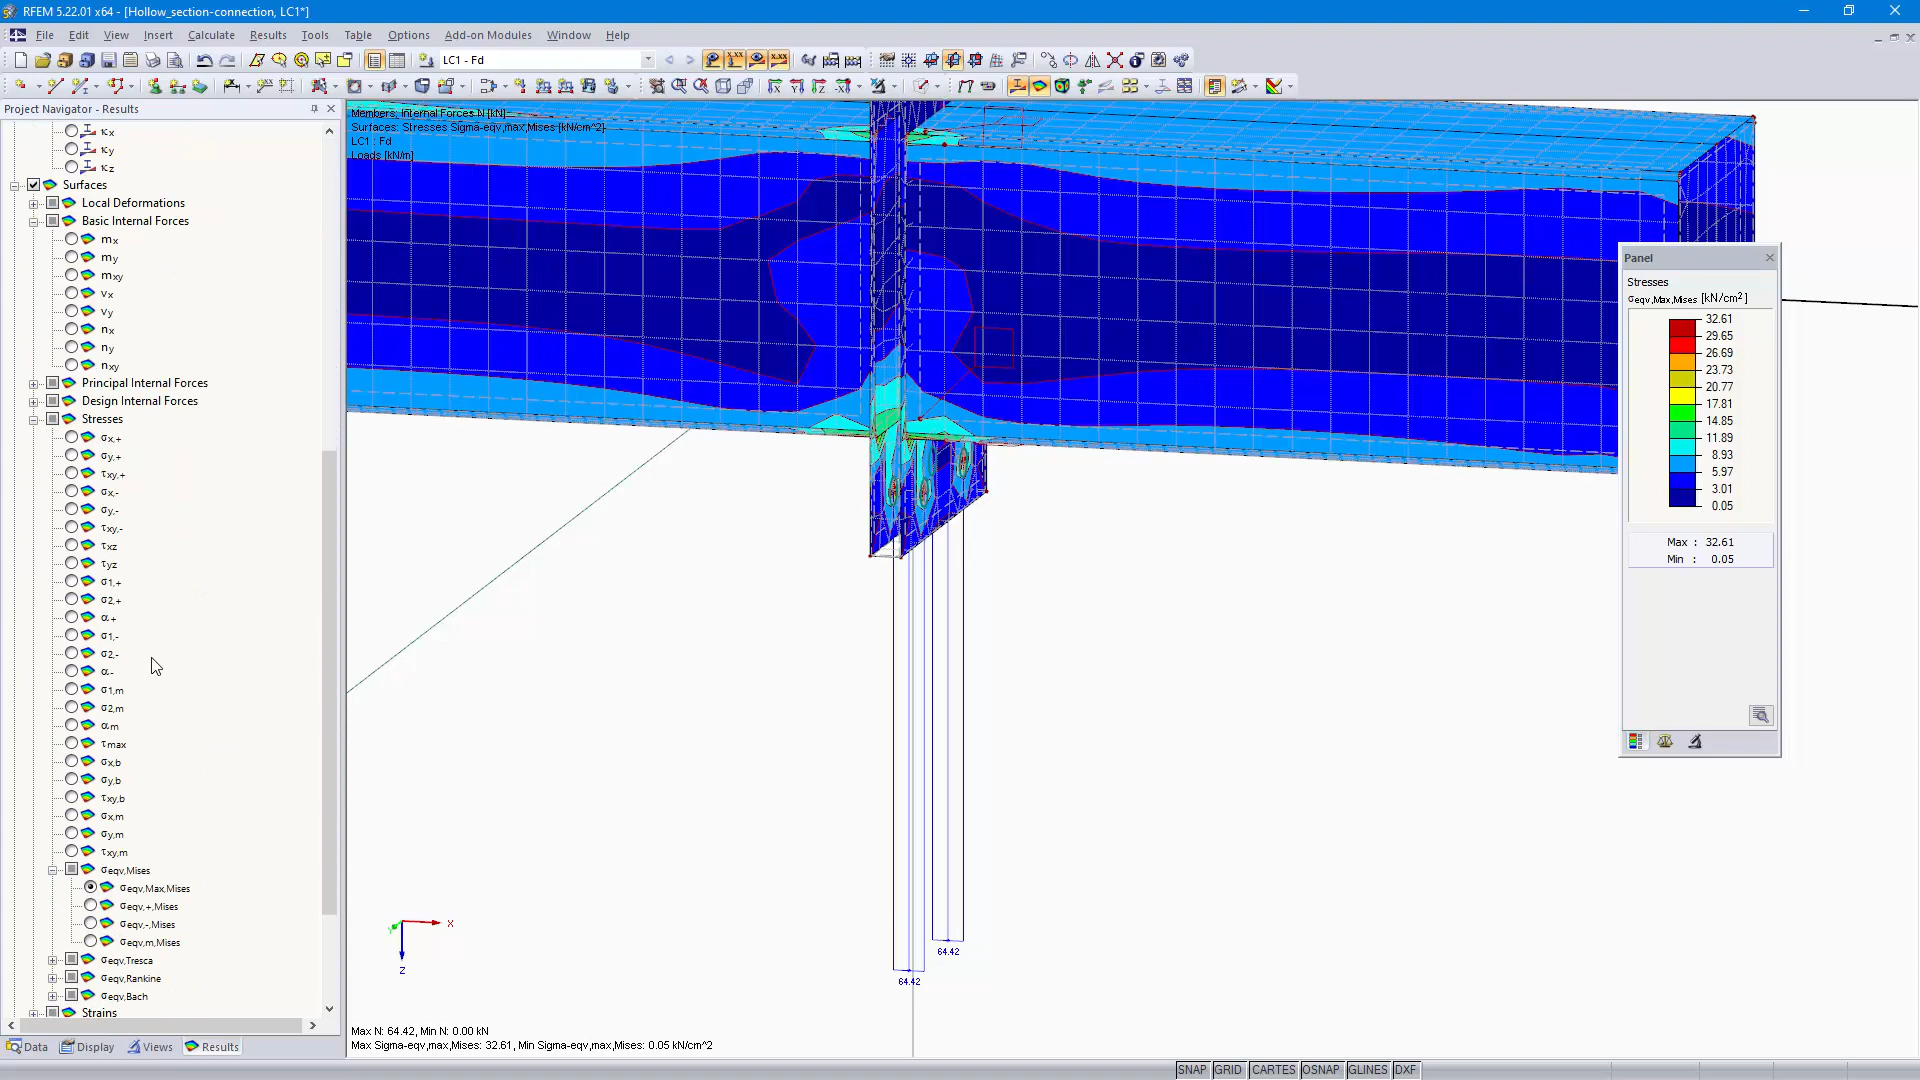 RFEM 5.22.01 x64 - [Hollow_section-connection, LC1*]
File Edit View Insert Calculate Results Tools Table Options Add-on Modules Window Help
LC1 - Fd
Project Navigator - Results
κx
κy
κz
Surfaces
Local Deformations
Basic Internal Forces
mx
my
mxy
vx
vy
nx
ny
nxy
Principal Internal Forces
Design Internal Forces
Stresses
σx,+
σy,+
τxy,+
σx,-
σy,-
τxy,-
τxz
τyz
σ1,+
σ2,+
α+
σ1,-
σ2,-
α-
σ1,m
σ2,m
αm
τmax
σx,b
σy,b
τxy,b
σx,m
σy,m
τxy,m
σeqv,Mises
σeqv,Max,Mises
σeqv,+,Mises
σeqv,-,Mises
σeqv,m,Mises
σeqv,Tresca
σeqv,Rankine
σeqv,Bach
Strains
Data Display Views Results
Members: Internal Forces N [kN]
Surfaces: Stresses Sigma-eqv,max,Mises [kN/cm^2]
LC1 : Fd
Loads [kN/m]
X
Y
Z
64.42
64.42
Max N: 64.42, Min N: 0.00 kN
Max Sigma-eqv,max,Mises: 32.61, Min Sigma-eqv,max,Mises: 0.05 kN/cm^2
Panel
Stresses
σeqv,Max,Mises [kN/cm2]
32.61
29.65
26.69
23.73
20.77
17.81
14.85
11.89
8.93
5.97
3.01
0.05
Max : 32.61
Min : 0.05
SNAP GRID CARTES OSNAP GLINES DXF